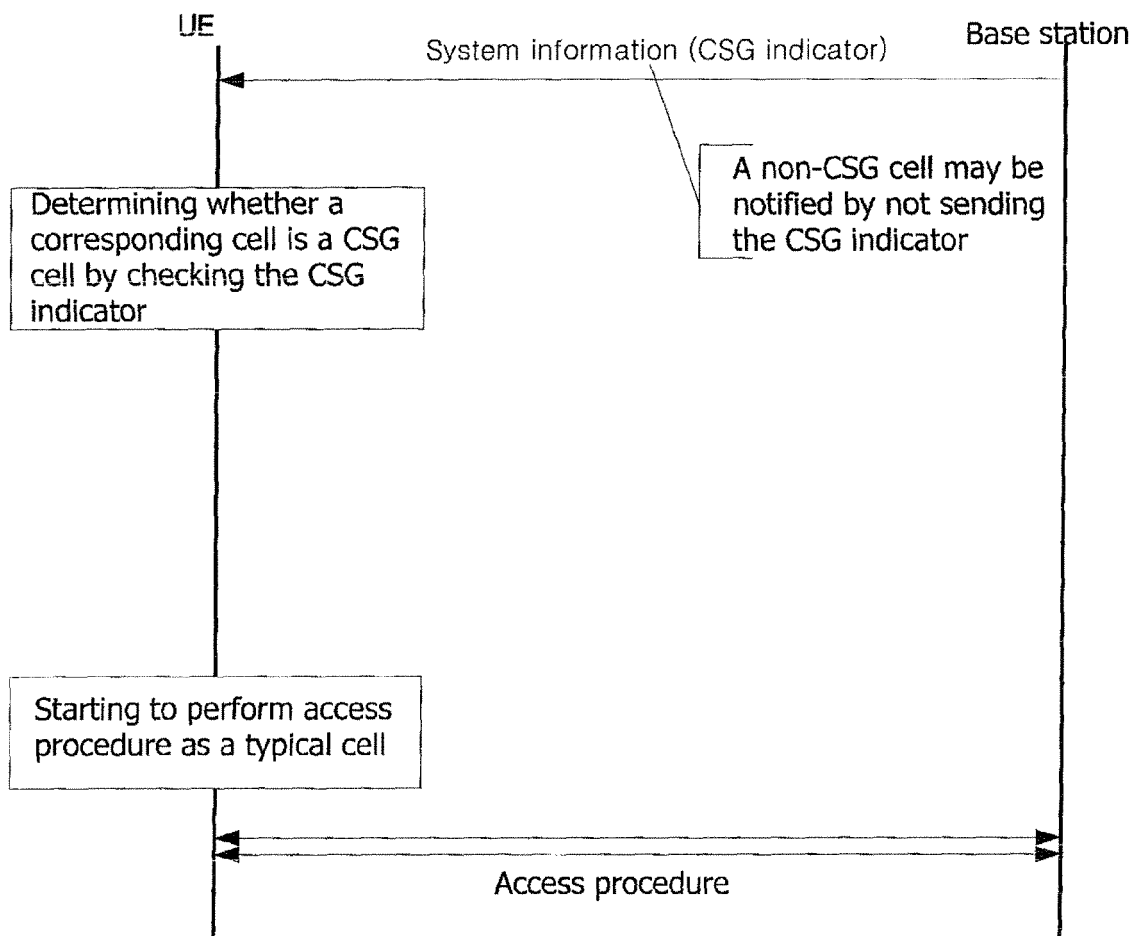 UE
Base station
System information (CSG indicator)
A non-CSG cell may be
notified by not sending
the CSG indicator
Determining whether a
corresponding cell is a CSG
cell by checking the CSG
indicator
Starting to perform access
procedure as a typical cell
Access procedure